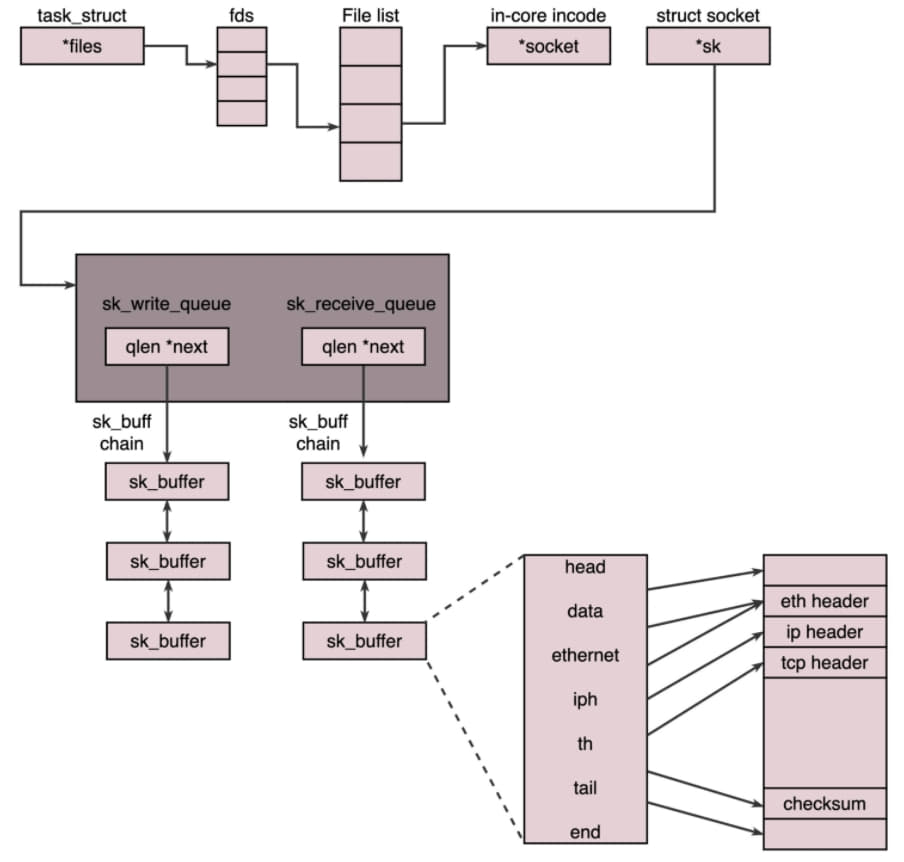 task_struct
fds
File list
in-core incode
struct socket
*files
*socket
*sk
sk_write_queue
sk_receive_queue
qlen *next
qlen *next
sk_buff
chain
sk_buff
chain
sk_buffer
sk_buffer
sk_buffer
sk_buffer
sk_buffer
sk_buffer
head
data
ethernet
iph
th
tail
end
eth header
ip header
tcp header
checksum